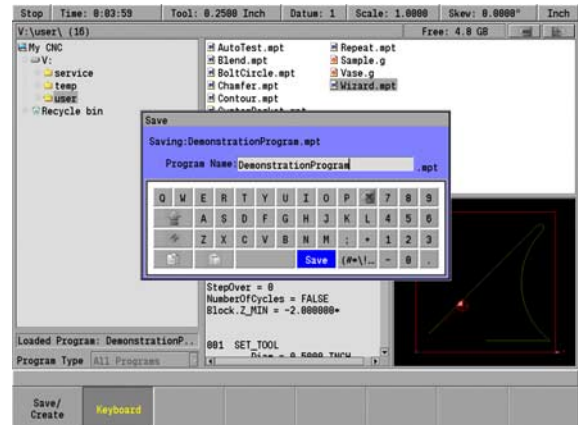 Stop Time: 0:03:59 Tool: 0.2500 Inch Datum: 1 Scale: 1.0000 Skew: 0.0000° Inch
V:\user\ (16) Free: 4.8 GB
My CNC
V:
service
temp
user
Recycle bin
AutoTest.mpt
Blend.mpt
BoltCircle.mpt
Chamfer.mpt
Contour.mpt
Repeat.mpt
Sample.g
Vase.g
Wizard.mpt
Save
Saving:DemonstrationProgram.mpt
Program Name: DemonstrationProgram .mpt
Q W E R T Y U I O P 7 8 9
A S D F G H J K L 4 5 6
Z X C V B N M ; * 1 2 3
Save (#*\!… - 0 .
StepOver = 0
NumberOfCycles = FALSE
Block.Z_MIN = -2.000000*
001 SET_TOOL
Diam = 0.5000 INCH
Loaded Program: DemonstrationP..
Program Type All Programs
Save/
Create
Keyboard